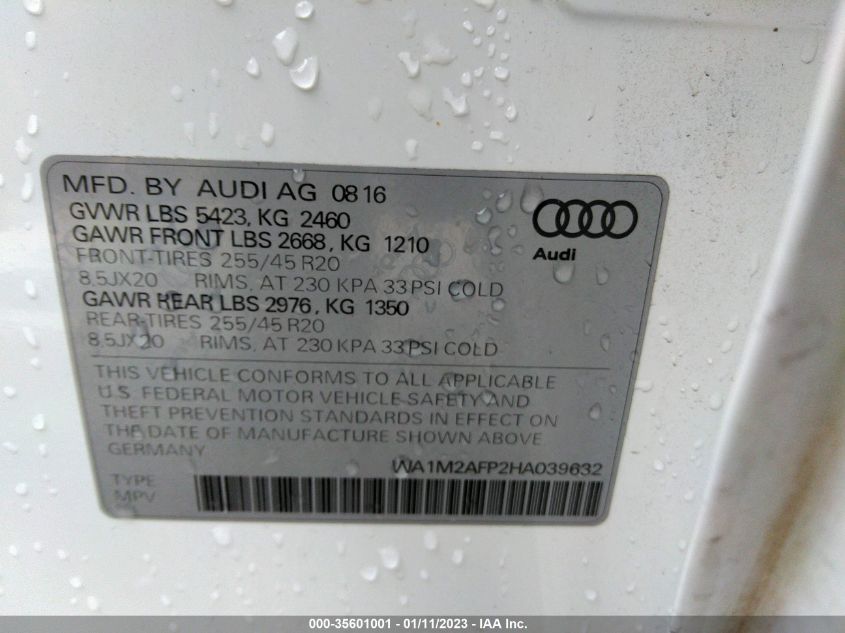 MFD. BY AUDI AG 0816
GVWR LBS 5423, KG 2460
GAWR FRONT LBS 2668, KG 1210
FRONT-TIRES 255/45 R20
8.5JX20 RIMS, AT 230 KPA 33 PSI COLD
GAWR REAR LBS 2976, KG 1350
REAR-TIRES 255/45 R20
8.5JX20 RIMS, AT 230 KPA 33 PSI COLD
Audi
THIS VEHICLE CONFORMS TO ALL APPLICABLE
U.S. FEDERAL MOTOR VEHICLE SAFETY AND
THEFT PREVENTION STANDARDS IN EFFECT ON
THE DATE OF MANUFACTURE SHOWN ABOVE
GERMANY
WA1M2AFP2HA039632
TYPE
MPV
000-35601001 - 01/11/2023 - IAA Inc.